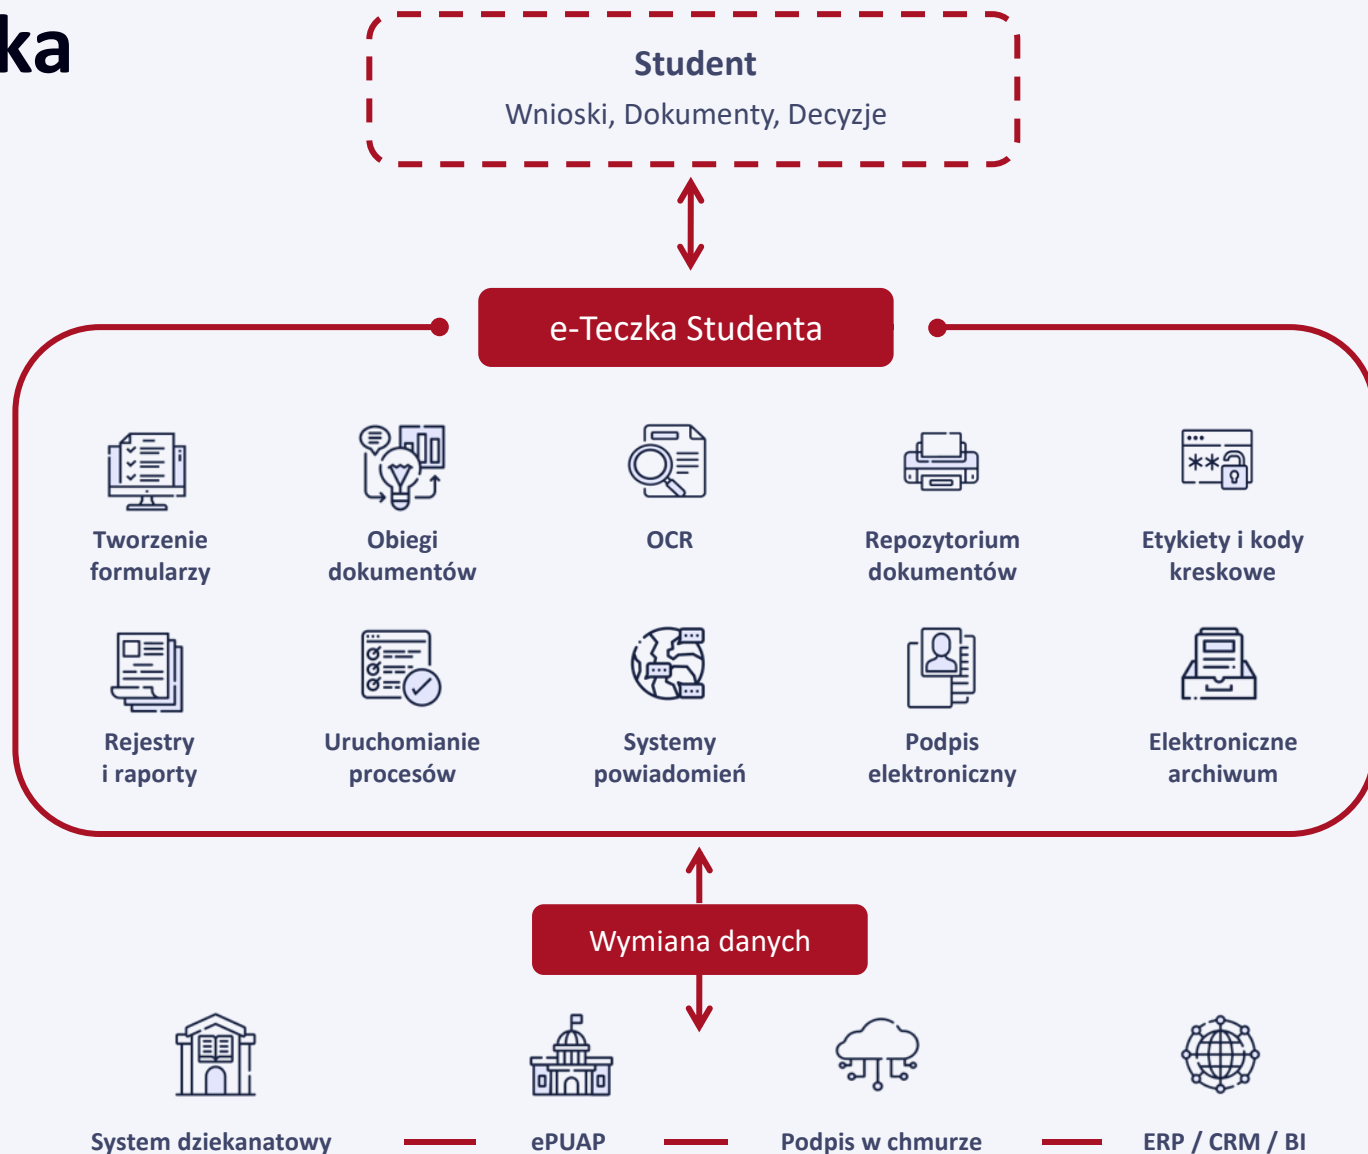 ka
Student
Wnioski, Dokumenty, Decyzje
e-Teczka Studenta
Tworzenie
formularzy
Obiegi
dokumentów
OCR
Repozytorium
dokumentów
**
Etykiety i kody
kreskowe
Rejestry
i raporty
Uruchomianie
procesów
Systemy
powiadomień
Podpis
elektroniczny
Elektroniczne
archiwum
Wymiana danych
System dziekanatowy
ePUAP
Podpis w chmurze
ERP / CRM / BI